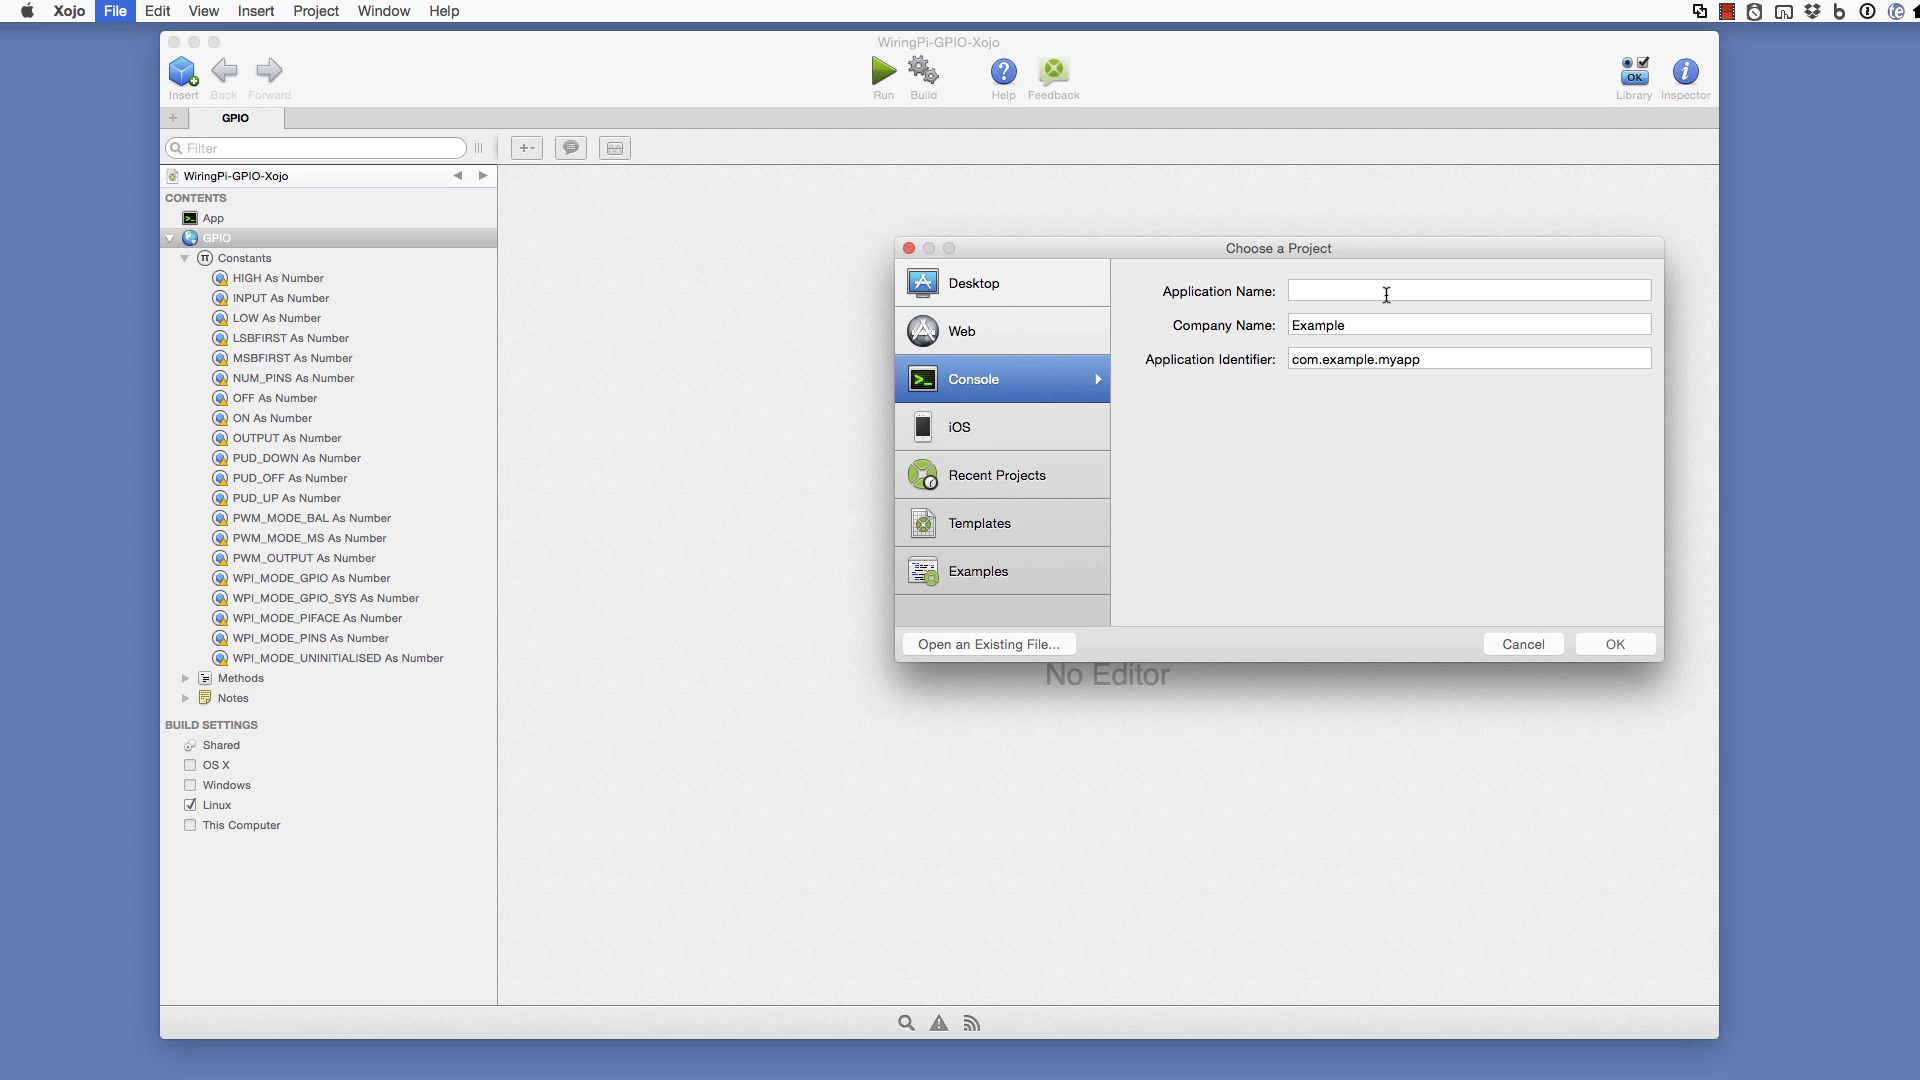 Xojo File Edit View Insert Project Window Help
WiringPi-GPIO-Xojo
Insert Back Forward Run Build Help Feedback OK Library Inspector
GPIO
Filter
WiringPi-GPIO-Xojo
CONTENTS
App
GPIO
Constants
HIGH As Number
INPUT As Number
LOW As Number
LSBFIRST As Number
MSBFIRST As Number
NUM_PINS As Number
OFF As Number
ON As Number
OUTPUT As Number
PUD_DOWN As Number
PUD_OFF As Number
PUD_UP As Number
PWM_MODE_BAL As Number
PWM_MODE_MS As Number
PWM_OUTPUT As Number
WPI_MODE_GPIO As Number
WPI_MODE_GPIO_SYS As Number
WPI_MODE_PIFACE As Number
WPI_MODE_PINS As Number
WPI_MODE_UNINITIALISED As Number
Methods
Notes
BUILD SETTINGS
Shared
OS X
Windows
Linux
This Computer
Choose a Project
Desktop
Web
Console
iOS
Recent Projects
Templates
Examples
Application Name:
Company Name: Example
Application Identifier: com.example.myapp
Open an Existing File... Cancel OK
No Editor